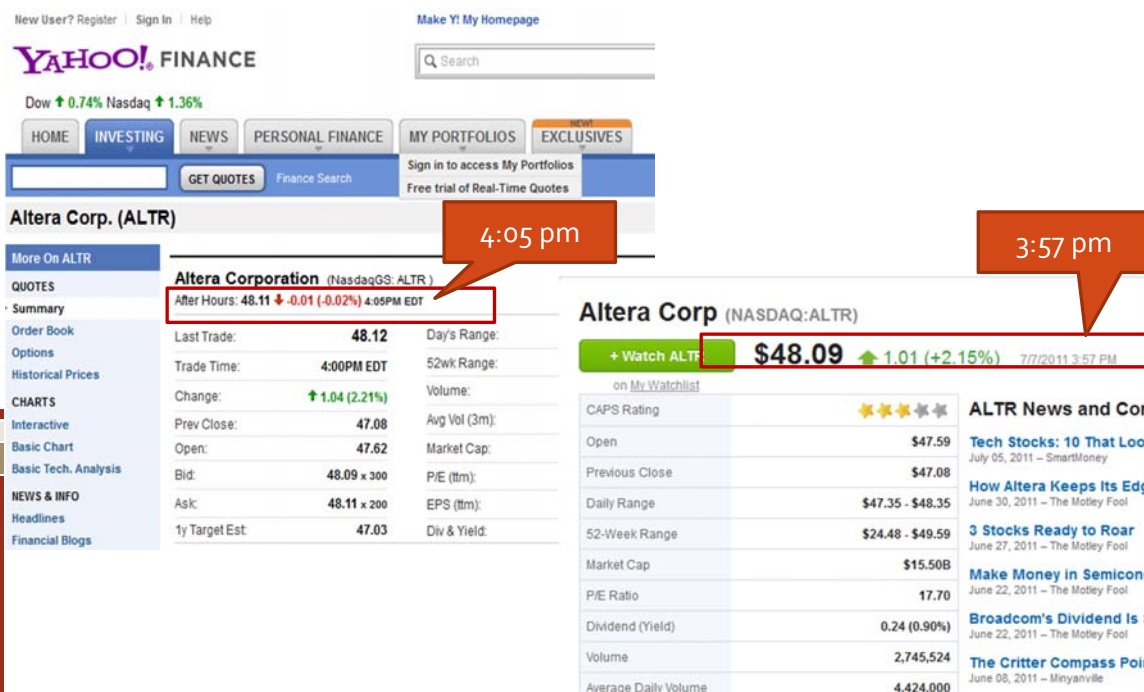 New User? Register | Sign In | Help
Make Y! My Homepage
YAHOO!® FINANCE
Search
Dow ↑ 0.74% Nasdaq ↑ 1.36%
HOME
INVESTING
NEWS
PERSONAL FINANCE
MY PORTFOLIOS
NEW!
EXCLUSIVES
Sign in to access My Portfolios
Free trial of Real-Time Quotes
GET QUOTES
Finance Search
Altera Corp. (ALTR)
4:05 pm
More On ALTR
QUOTES
Summary
Order Book
Options
Historical Prices
CHARTS
Interactive
Basic Chart
Basic Tech. Analysis
NEWS & INFO
Headlines
Financial Blogs
Altera Corporation (NasdaqGS: ALTR )
After Hours: 48.11 ↓ -0.01 (-0.02%) 4:05PM EDT
Last Trade: 48.12
Trade Time: 4:00PM EDT
Change: ↑ 1.04 (2.21%)
Prev Close: 47.08
Open: 47.62
Bid: 48.09 x 300
Ask: 48.11 x 200
1y Target Est: 47.03
Day's Range:
52wk Range:
Volume:
Avg Vol (3m):
Market Cap:
P/E (ttm):
EPS (ttm):
Div & Yield:
3:57 pm
Altera Corp (NASDAQ:ALTR)
+ Watch ALTR
$48.09 ↑ 1.01 (+2.15%) 7/7/2011 3:57 PM
on My Watchlist
CAPS Rating
Open $47.59
Previous Close $47.08
Daily Range $47.35 - $48.35
52-Week Range $24.48 - $49.59
Market Cap $15.50B
P/E Ratio 17.70
Dividend (Yield) 0.24 (0.90%)
Volume 2,745,524
Average Daily Volume 4,424,000
ALTR News and Co
Tech Stocks: 10 That Loo
July 05, 2011 – SmartMoney
How Altera Keeps Its Edg
June 30, 2011 – The Motley Fool
3 Stocks Ready to Roar
June 27, 2011 – The Motley Fool
Make Money in Semicon
June 22, 2011 – The Motley Fool
Broadcom's Dividend Is
June 22, 2011 – The Motley Fool
The Critter Compass Poi
June 08, 2011 – Minyanville